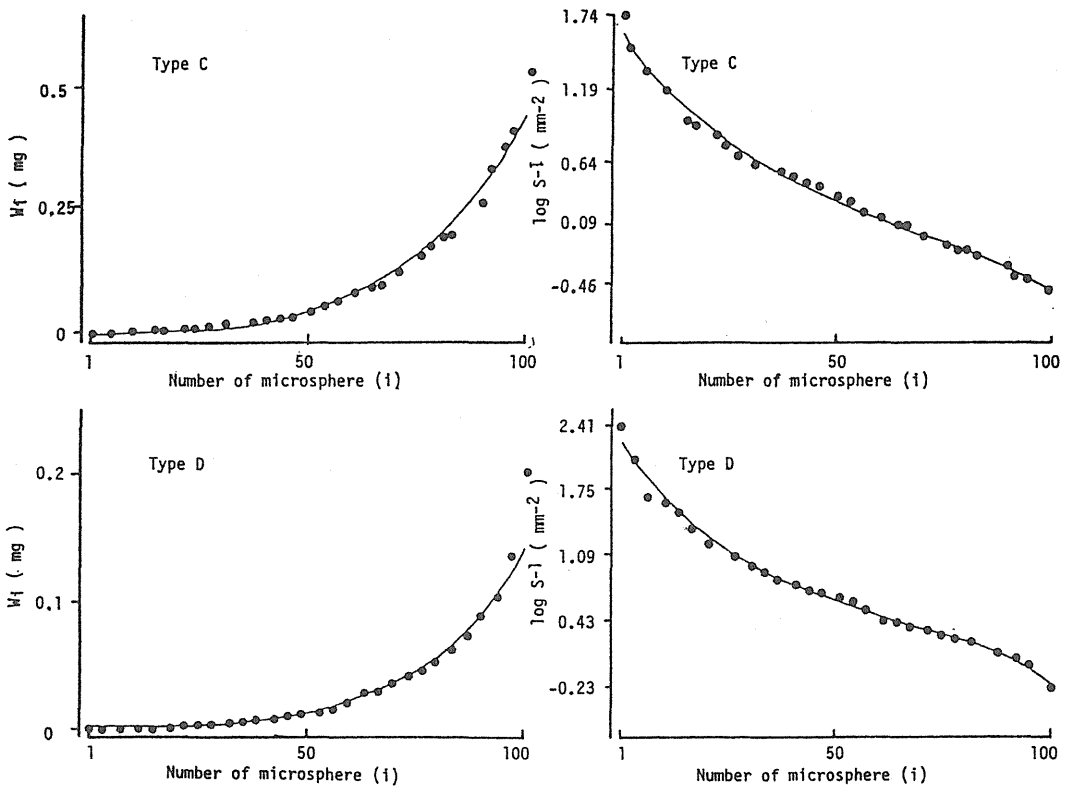 Type C
0.5
0.25
0
Wi ( mg )
1 50 100
Number of microsphere (i)
Type C
1.74
1.19
0.64
0.09
-0.46
log S-1 ( mm-2 )
1 50 100
Number of microsphere (i)
Type D
0.2
0.1
0
Wi ( mg )
1 50 100
Number of microsphere (i)
Type D
2.41
1.75
1.09
0.43
-0.23
log S-1 ( mm-2 )
1 50 100
Number of microsphere (i)